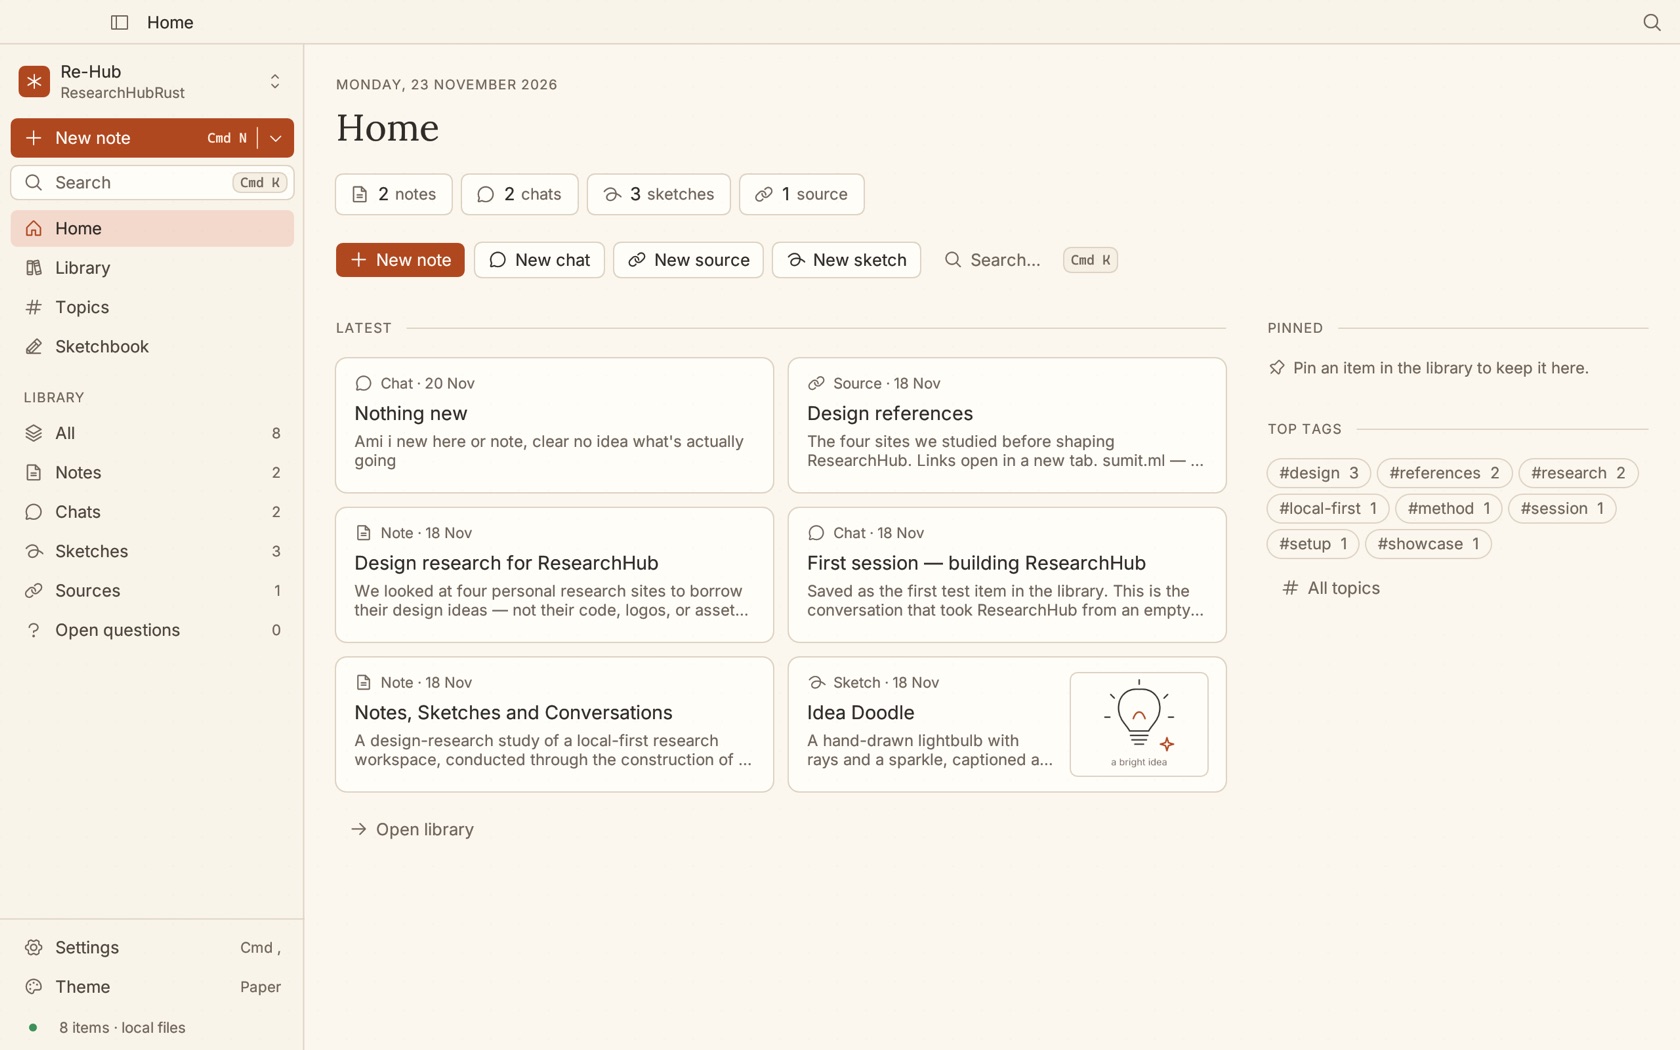 Home
Re-Hub
ResearchHubRust
New note Cmd N
Search Cmd K
Home
Library
Topics
Sketchbook
LIBRARY
All 8
Notes 2
Chats 2
Sketches 3
Sources 1
Open questions 0
Settings Cmd ,
Theme Paper
8 items · local files
MONDAY, 23 NOVEMBER 2026
Home
2 notes 2 chats 3 sketches 1 source
New note New chat New source New sketch Search... Cmd K
LATEST
Chat · 20 Nov
Nothing new
Ami i new here or note, clear no idea what's actually
going
Source · 18 Nov
Design references
The four sites we studied before shaping
ResearchHub. Links open in a new tab. sumit.ml — ...
Note · 18 Nov
Design research for ResearchHub
We looked at four personal research sites to borrow
their design ideas — not their code, logos, or asset...
Chat · 18 Nov
First session — building ResearchHub
Saved as the first test item in the library. This is the
conversation that took ResearchHub from an empty...
Note · 18 Nov
Notes, Sketches and Conversations
A design-research study of a local-first research
workspace, conducted through the construction of ...
Sketch · 18 Nov
Idea Doodle
A hand-drawn lightbulb with
rays and a sparkle, captioned a...
a bright idea
Open library
PINNED
Pin an item in the library to keep it here.
TOP TAGS
#design 3 #references 2 #research 2
#local-first 1 #method 1 #session 1
#setup 1 #showcase 1
All topics